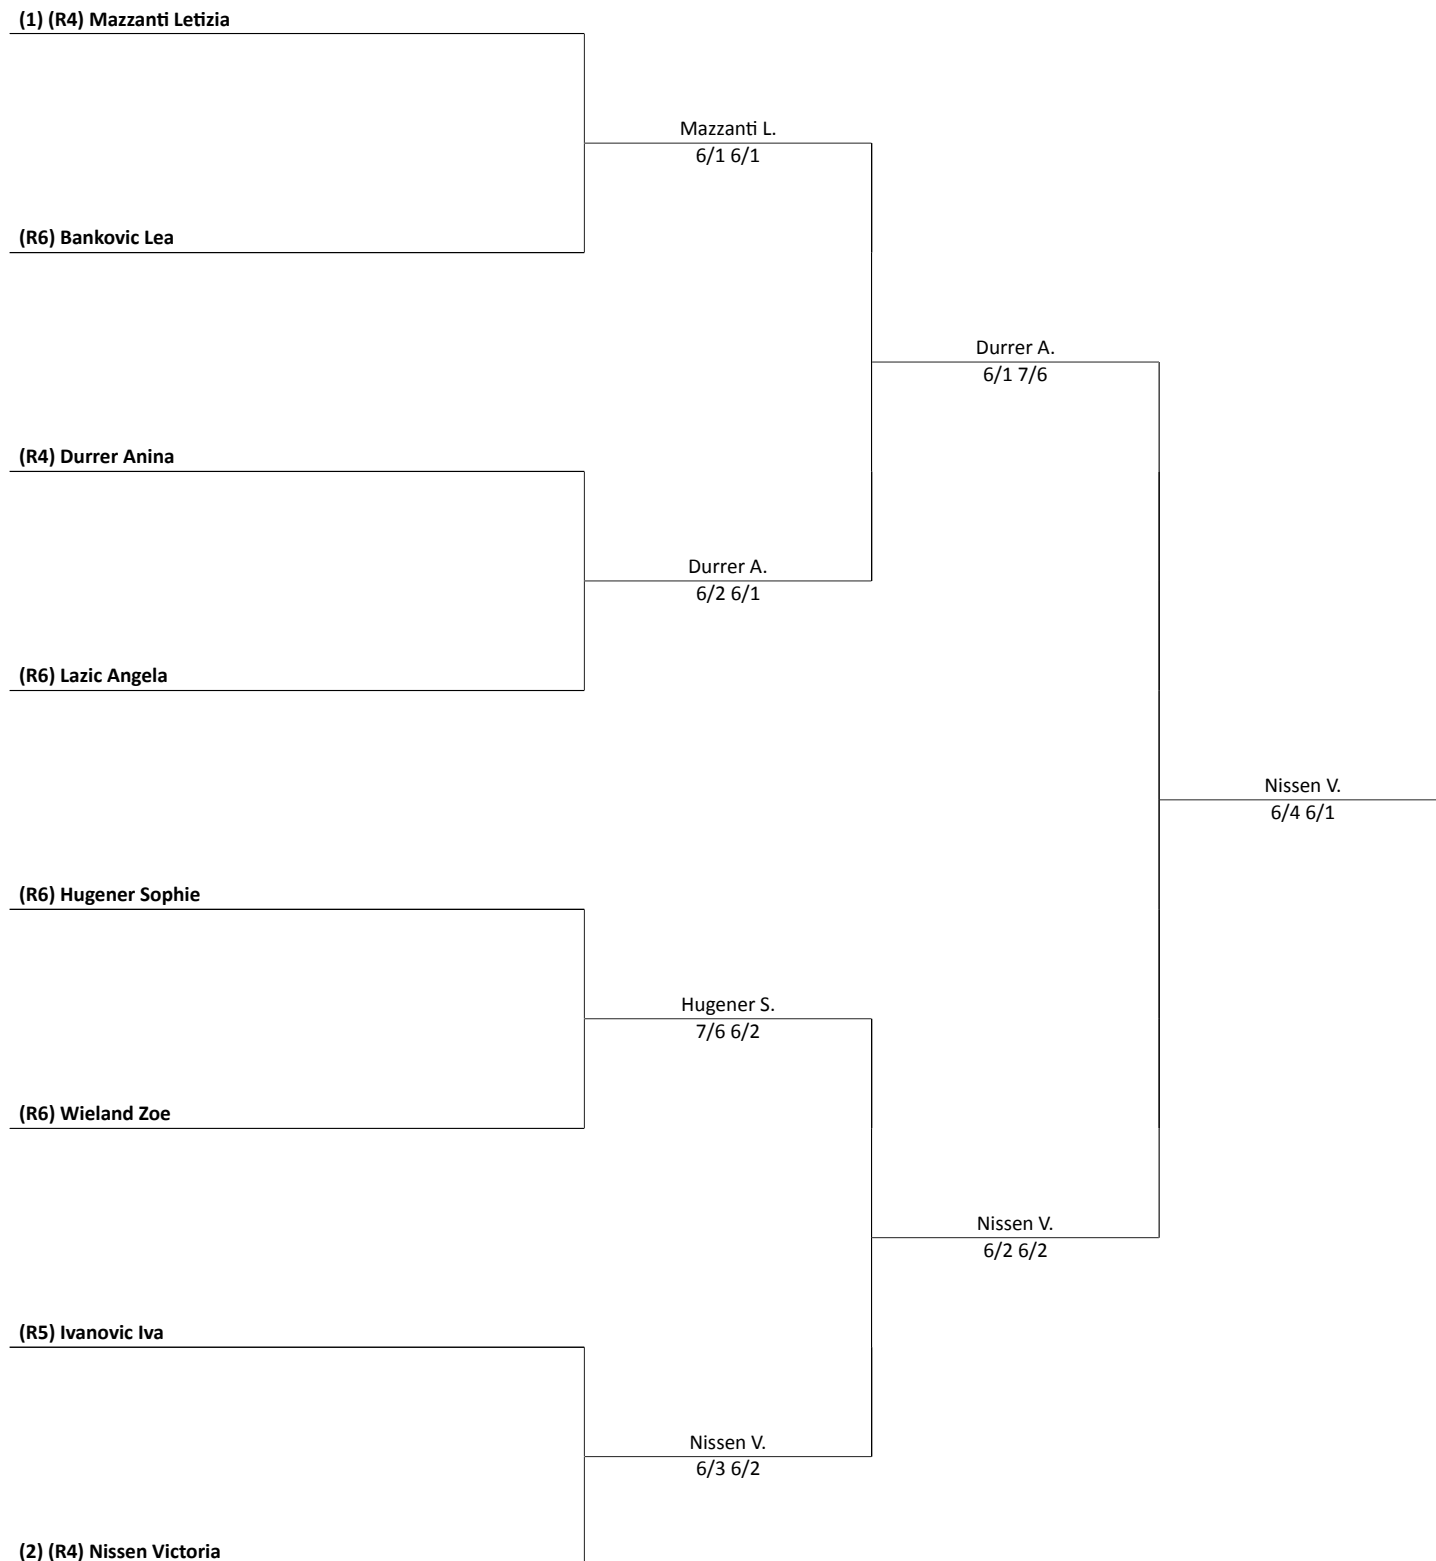 (1) (R4) Mazzanti Letizia
Mazzanti L.
6/1 6/1
(R6) Bankovic Lea
Durrer A.
6/1 7/6
(R4) Durrer Anina
Durrer A.
6/2 6/1
(R6) Lazic Angela
Nissen V.
6/4 6/1
(R6) Hugener Sophie
Hugener S.
7/6 6/2
(R6) Wieland Zoe
Nissen V.
6/2 6/2
(R5) Ivanovic Iva
Nissen V.
6/3 6/2
(2) (R4) Nissen Victoria